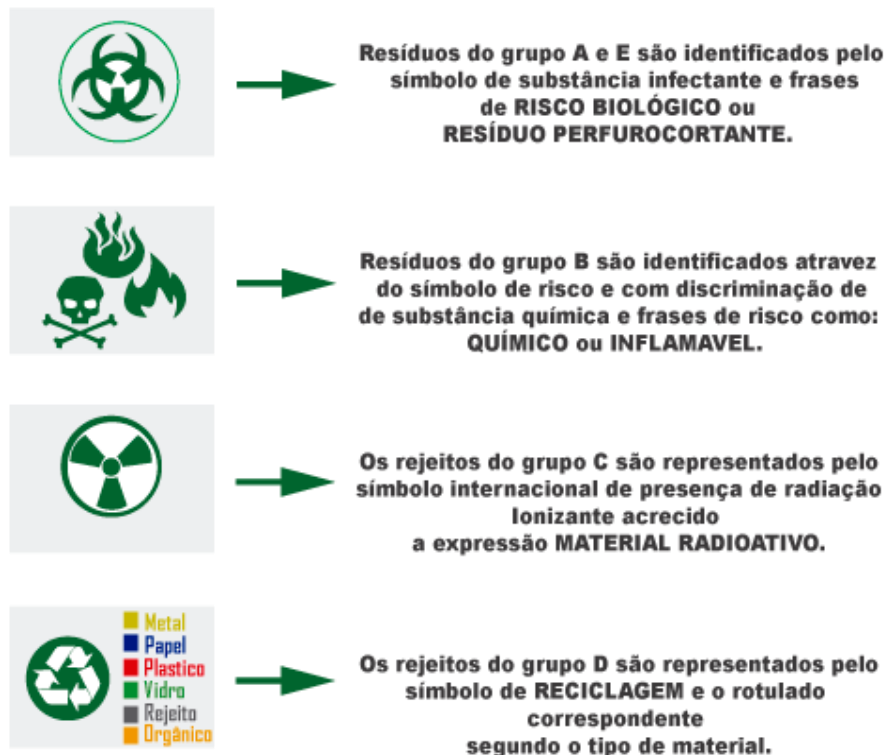 Resíduos do grupo A e E são identificados pelo
símbolo de substância infectante e frases
de RISCO BIOLÓGICO ou
RESÍDUO PERFUROCORTANTE.
Resíduos do grupo B são identificados atravez
do símbolo de risco e com discriminação de
de substância química e frases de risco como:
QUÍMICO ou INFLAMAVEL.
Os rejeitos do grupo C são representados pelo
símbolo internacional de presença de radiação
Ionizante acrecido
a expressão MATERIAL RADIOATIVO.
Metal
Papel
Plastico
Vidro
Rejeito
Orgânico
Os rejeitos do grupo D são representados pelo
símbolo de RECICLAGEM e o rotulado
correspondente
segundo o tipo de material.